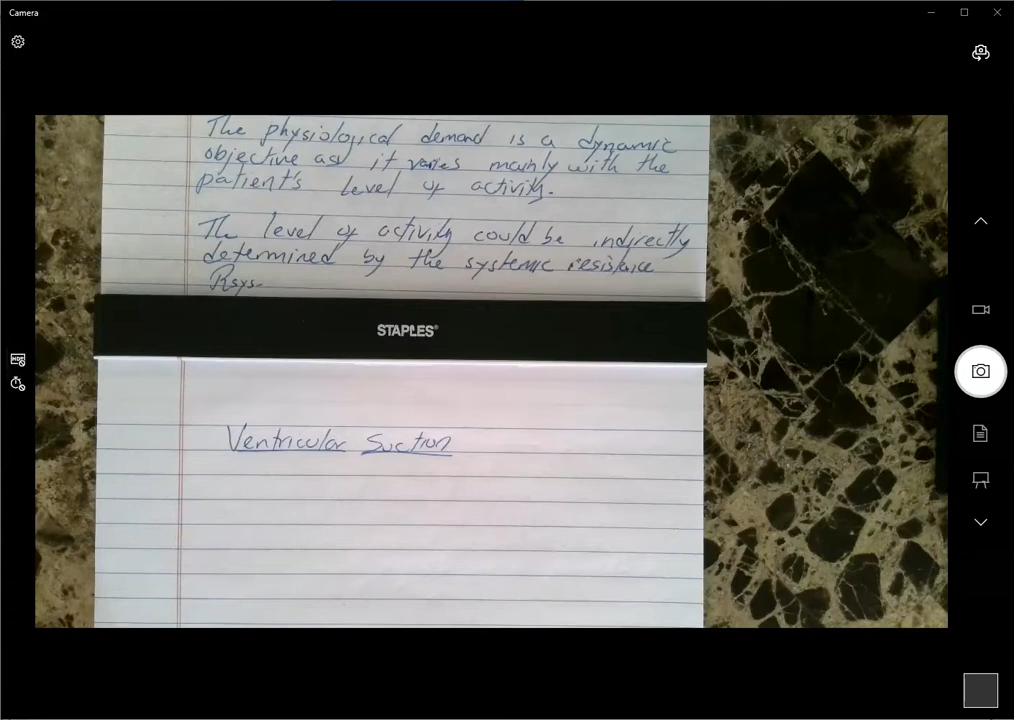 Camera
The physiological demand is a dynamic
objective as it varies mainly with the
patient's level of activity.
The level of activity could be indirectly
determined by the systemic resistance
Rsys.
STAPLES®
Ventricular Suction